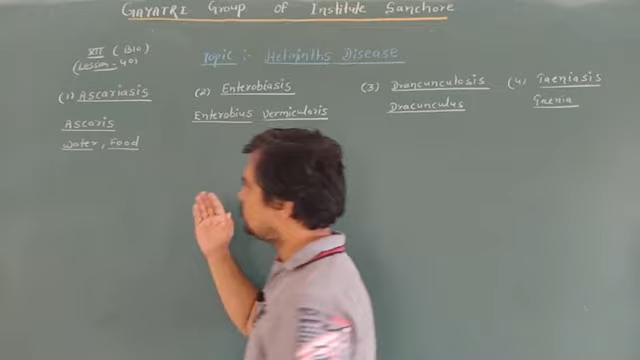 GAYATRI Group of Institute Sanchore
XII (BIO)
(Lesson - 40)
Topic :- Helminths Disease
(1) Ascariasis
(2) Enterobiasis
(3) Drancunculosis
(4) Taeniasis
Ascaris
Enterobius vermicularis
Dracunculus
Taenia
Water, Food